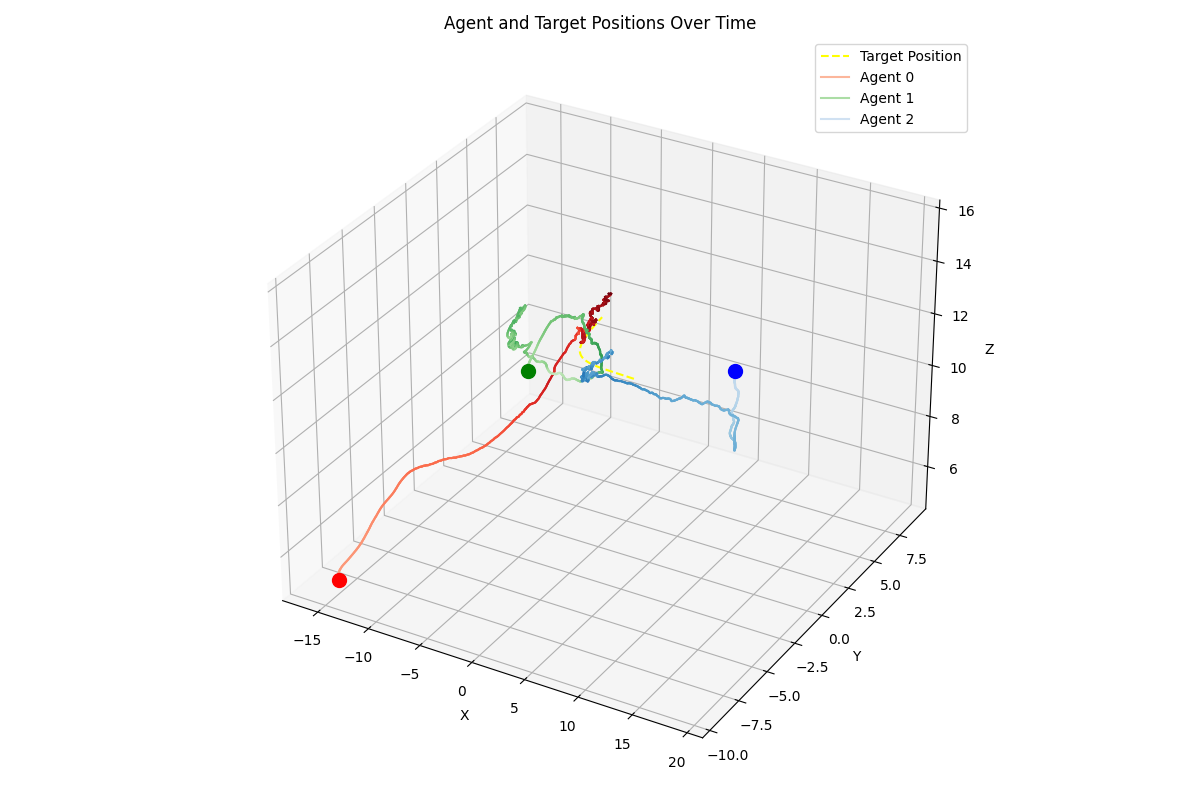 Agent and Target Positions Over Time
Target Position
Agent 0
Agent 1
Agent 2
16
14
12
Z
10
8
6
7.5
5.0
2.5
0.0
Y
−2.5
−5.0
−7.5
−10.0
−15
−10
−5
0
X
5
10
15
20